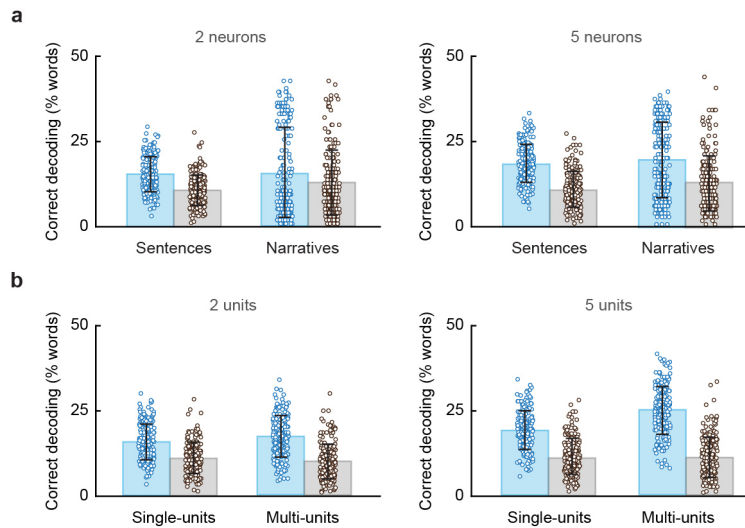 a
2 neurons
Correct decoding (% words)
50
25
0
Sentences
Narratives
5 neurons
Correct decoding (% words)
50
25
0
Sentences
Narratives
b
2 units
Correct decoding (% words)
50
25
0
Single-units
Multi-units
5 units
Correct decoding (% words)
50
25
0
Single-units
Multi-units